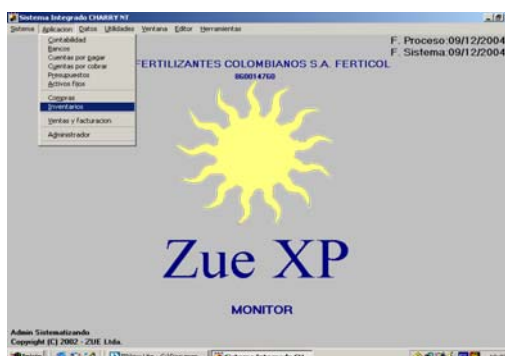 Sistema Integrado CHARRY NT
Sistema Aplicacion Datos Utilidades Ventana Editor Herramientas
Contabilidad
Bancos
Cuentas por pagar
Cuentas por cobrar
Presupuestos
Activos fijos
Compras
Inventarios
Ventas y facturacion
Administrador
F. Proceso:09/12/2004
F. Sistema:09/12/2004
FERTILIZANTES COLOMBIANOS S.A. FERTICOL
860014760
Zue XP
MONITOR
Admin Sistematizando
Copyright (C) 2002 - ZUE Ltda.